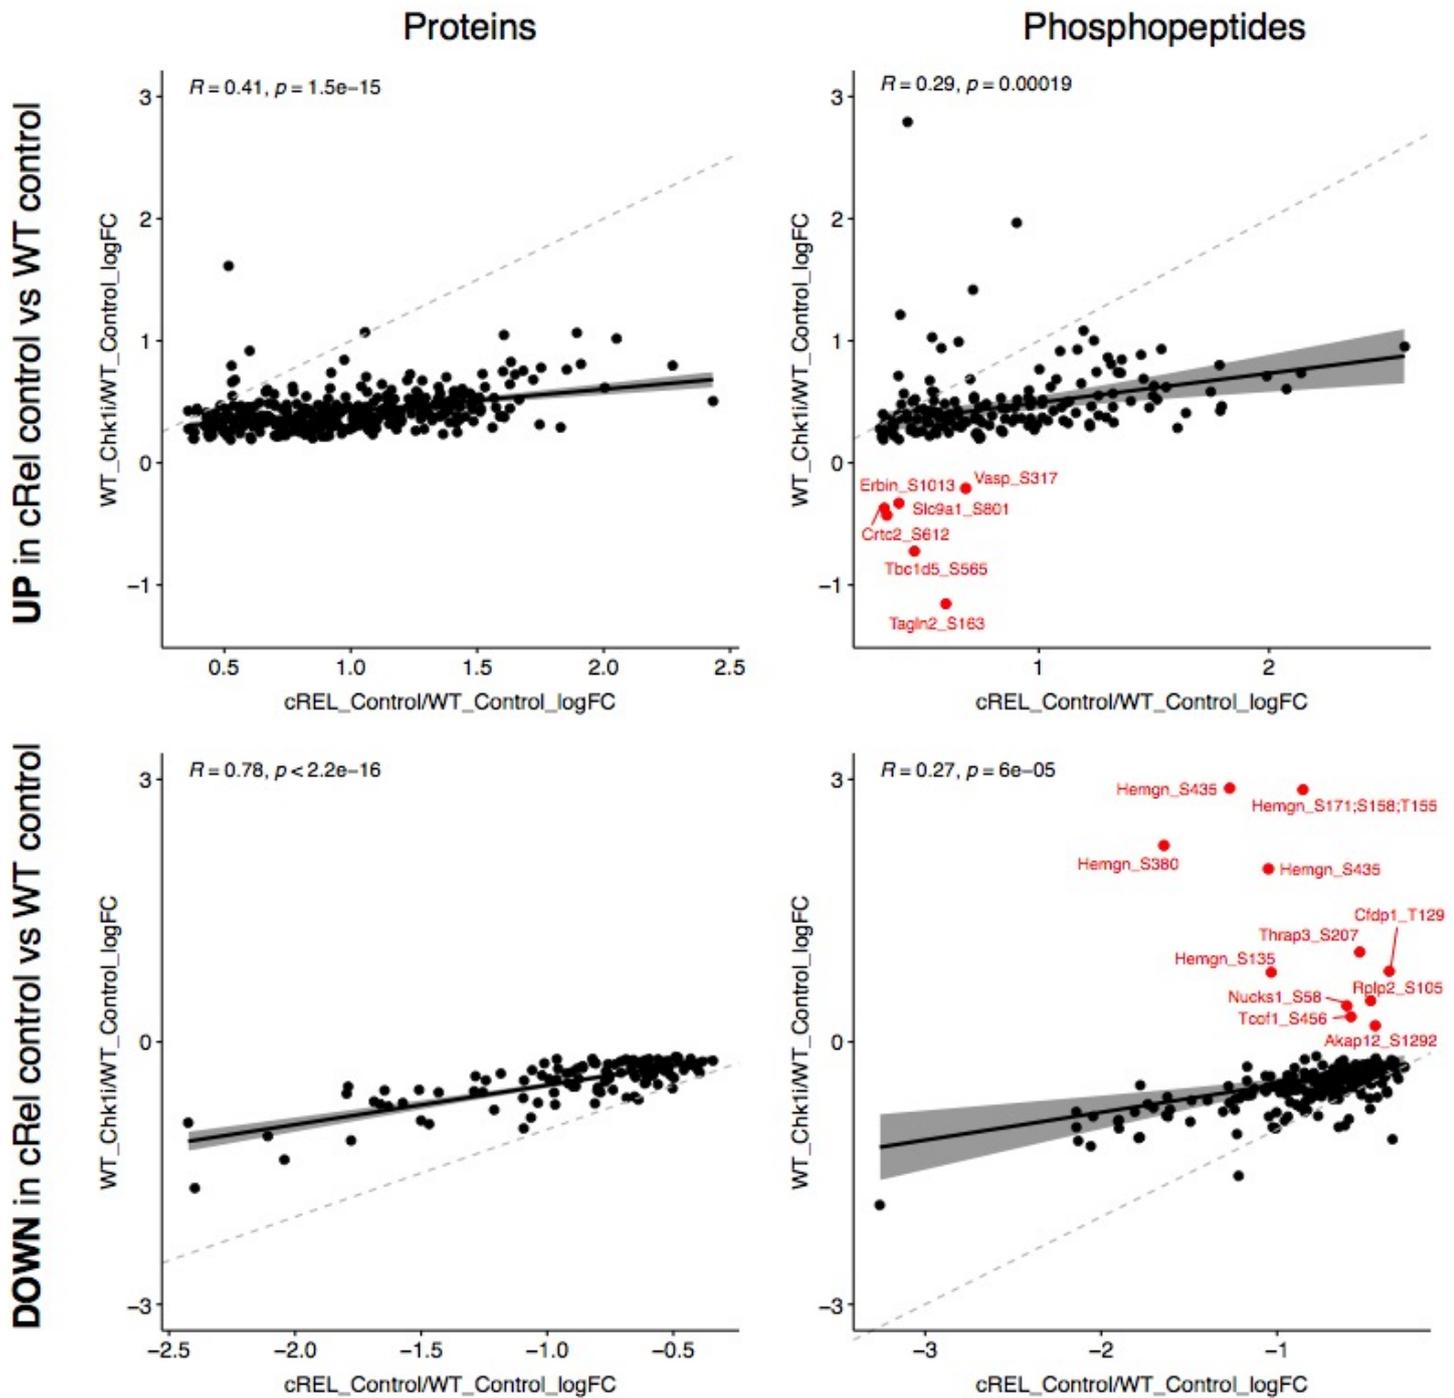 Proteins
Phosphopeptides
UP in cRel control vs WT control
R = 0.41, p = 1.5e−15
3
2
1
0
−1
WT_Chk1i/WT_Control_logFC
0.5
1.0
1.5
2.0
2.5
cREL_Control/WT_Control_logFC
R = 0.29, p = 0.00019
3
2
1
0
−1
WT_Chk1i/WT_Control_logFC
Erbin_S1013
Vasp_S317
Slc9a1_S801
Crtc2_S612
Tbc1d5_S565
Tagln2_S163
1
2
cREL_Control/WT_Control_logFC
DOWN in cRel control vs WT control
R = 0.78, p < 2.2e−16
3
0
−3
WT_Chk1i/WT_Control_logFC
−2.5
−2.0
−1.5
−1.0
−0.5
cREL_Control/WT_Control_logFC
R = 0.27, p = 6e−05
3
0
−3
WT_Chk1i/WT_Control_logFC
Hemgn_S435
Hemgn_S171;S158;T155
Hemgn_S380
Hemgn_S435
Cfdp1_T129
Thrap3_S207
Hemgn_S135
Rplp2_S105
Nucks1_S58
Tcof1_S456
Akap12_S1292
−3
−2
−1
cREL_Control/WT_Control_logFC